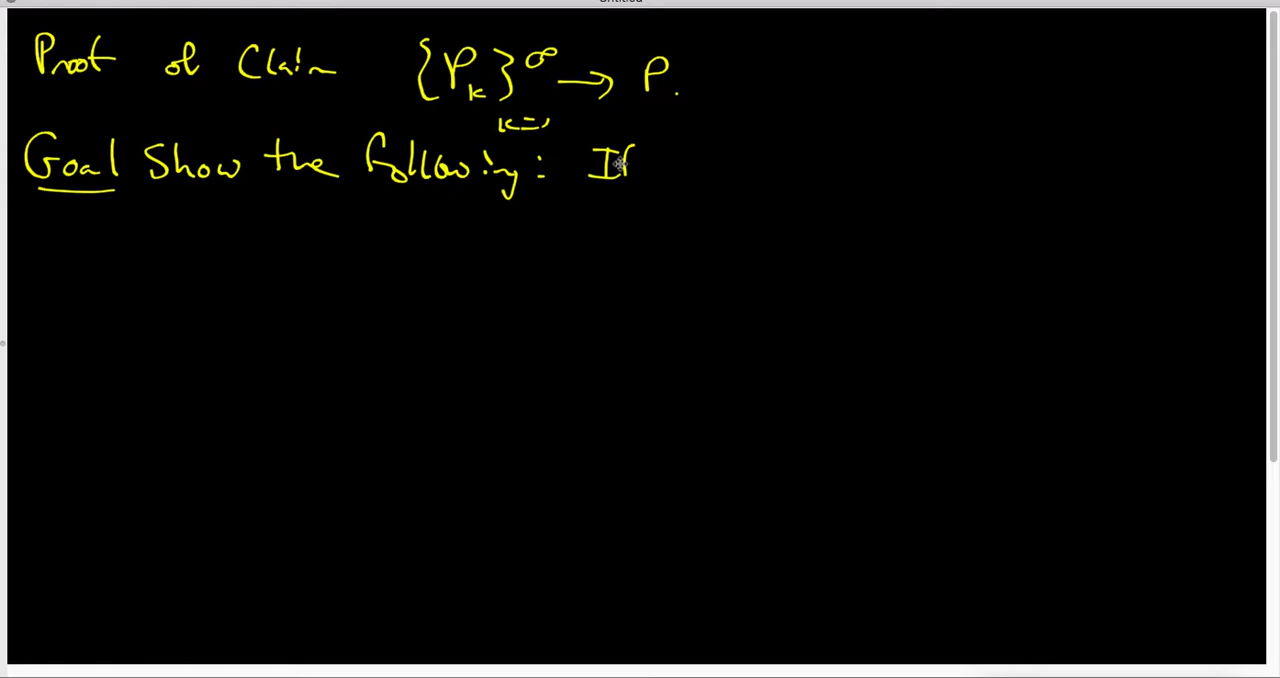 Proof of Claim {P_k}_{k=1}^∞ → P.
Goal Show the following: If